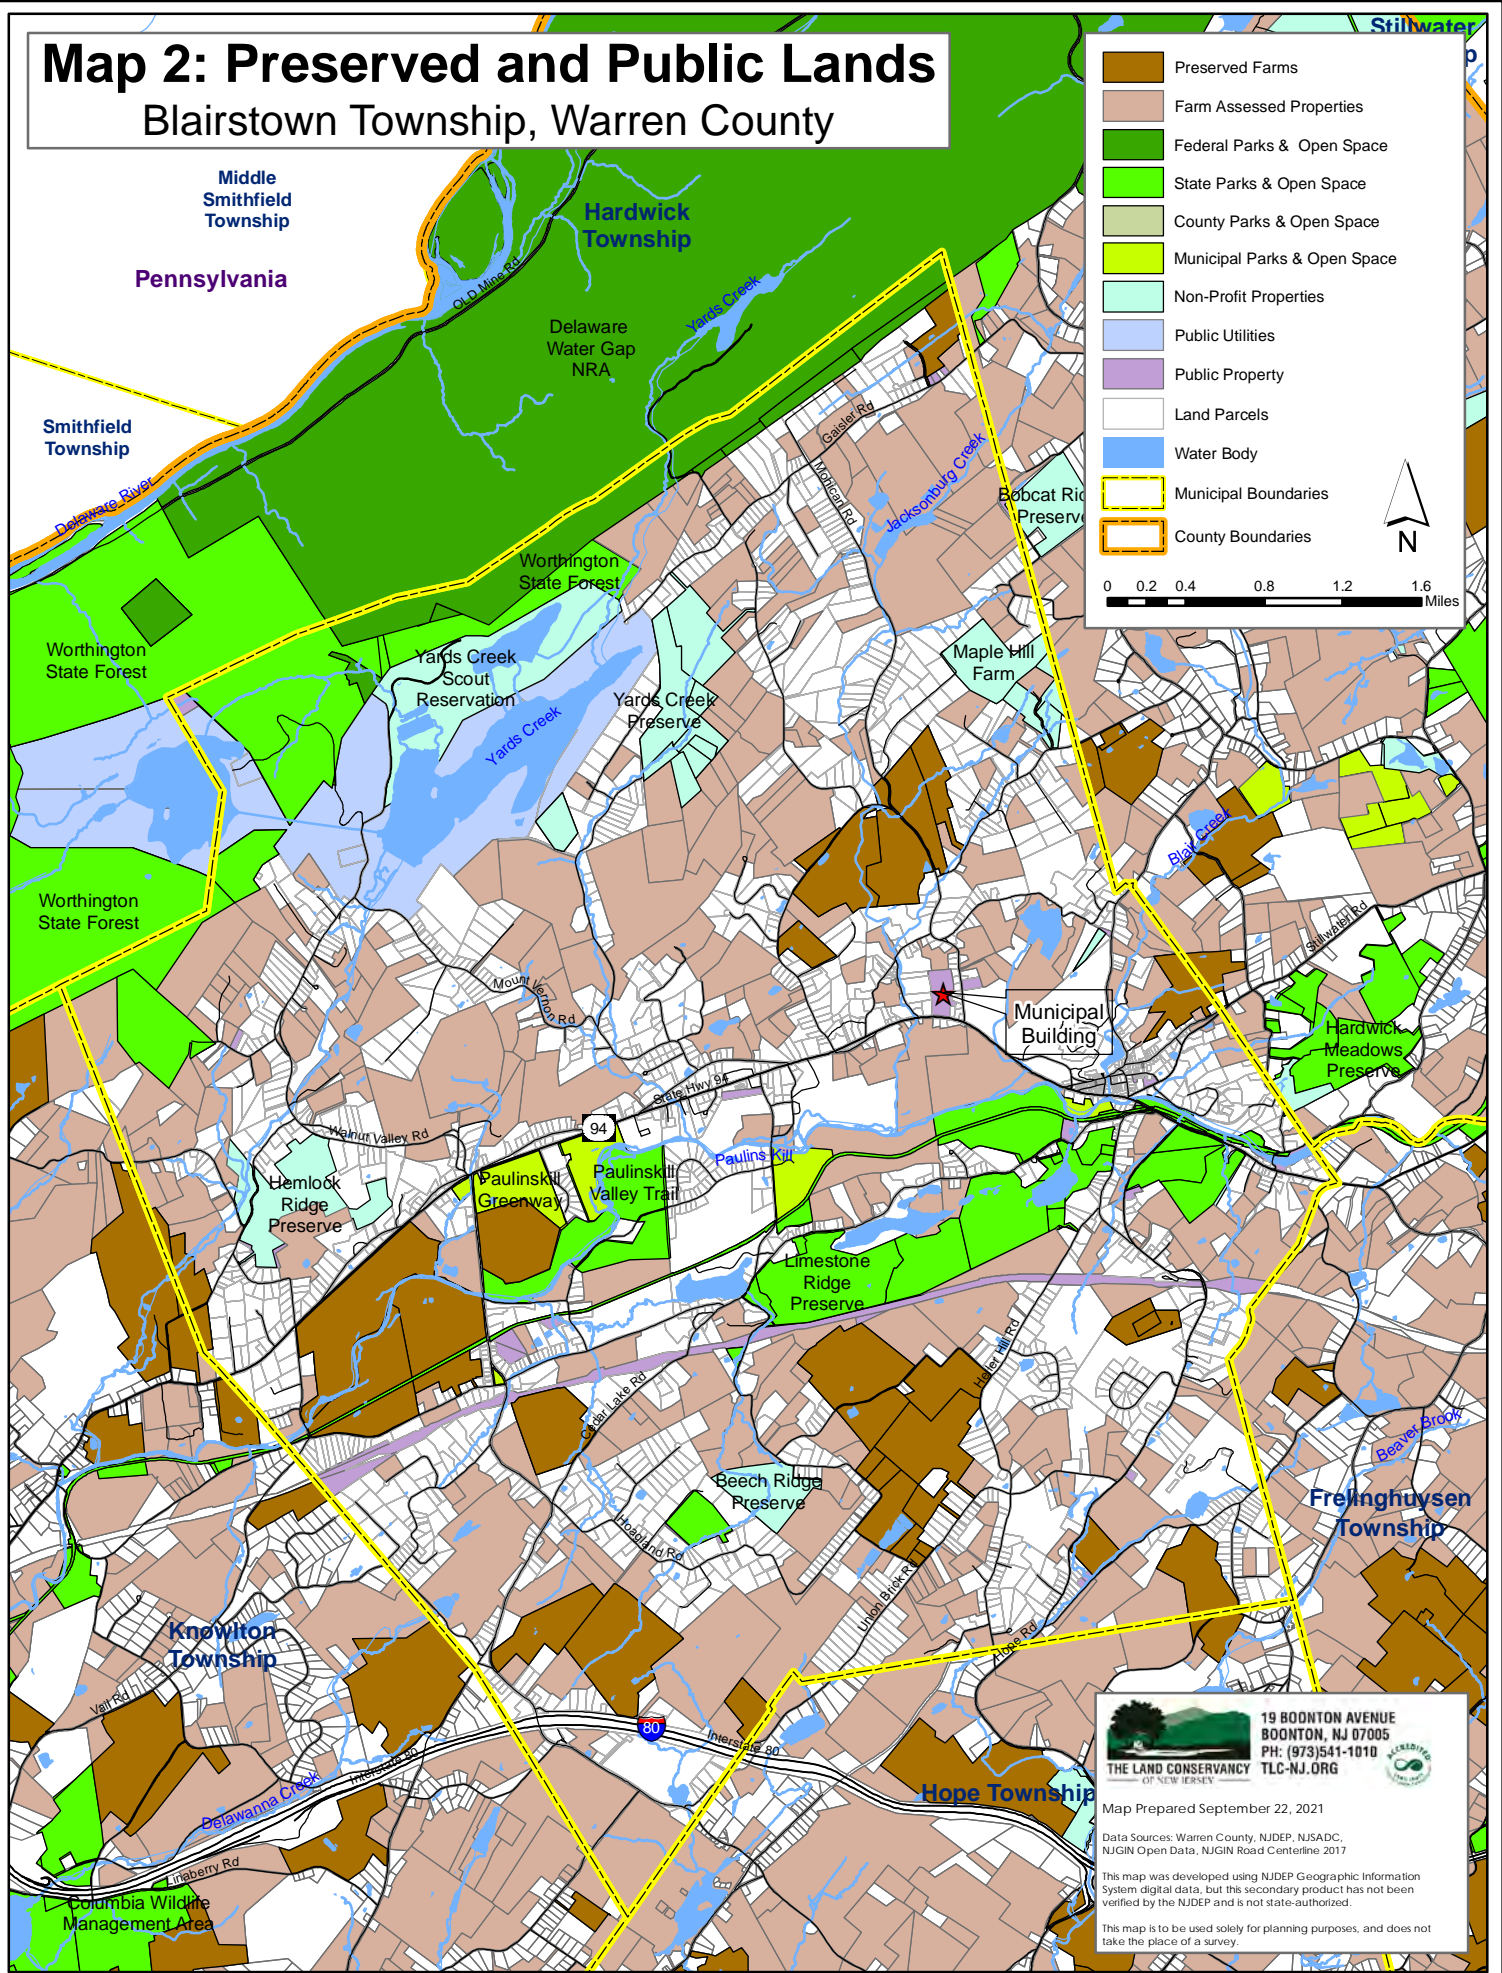 Map 2: Preserved and Public Lands
Blairstown Township, Warren County
Stillwater
p
Preserved Farms
Farm Assessed Properties
Federal Parks & Open Space
State Parks & Open Space
County Parks & Open Space
Municipal Parks & Open Space
Non-Profit Properties
Public Utilities
Public Property
Land Parcels
Water Body
Municipal Boundaries
County Boundaries
N
0 0.2 0.4 0.8 1.2 1.6
Miles
Middle
Smithfield
Township
Pennsylvania
Hardwick
Township
OLD Mine Rd
Yards Creek
Delaware
Water Gap
NRA
Smithfield
Township
Delaware River
Gaisler Rd
Mohican Rd
Jacksonburg Creek
Bobcat Ric
Preserve
Worthington
State Forest
Worthington
State Forest
Yards Creek
Scout
Reservation
Yards Creek
Yards Creek
Preserve
Maple Hill
Farm
Blair Creek
Worthington
State Forest
Stillwater Rd
Mount Vernon Rd
Municipal
Building
Hardwick
Meadows
Preserve
State Hwy 94
94
Walnut Valley Rd
Paulins Kill
Paulinskill
Greenway
Paulinskill
Valley Trail
Hemlock
Ridge
Preserve
Limestone
Ridge
Preserve
Heller Hill Rd
Cedar Lake Rd
Beaver Brook
Beech Ridge
Preserve
Frelinghuysen
Township
Hoagland Rd
Union Brick Rd
Hope Rd
Knowlton
Township
Vail Rd
80
Interstate 80
Interstate 80
Delawanna Creek
Hope Township
Linaberry Rd
Columbia Wildlife
Management Area
THE LAND CONSERVANCY
OF NEW JERSEY
19 BOONTON AVENUE
BOONTON, NJ 07005
PH: (973)541-1010
TLC-NJ.ORG
ACCREDITED
Map Prepared September 22, 2021
Data Sources: Warren County, NJDEP, NJSADC,
NJGIN Open Data, NJGIN Road Centerline 2017
This map was developed using NJDEP Geographic Information
System digital data, but this secondary product has not been
verified by the NJDEP and is not state-authorized.
This map is to be used solely for planning purposes, and does not
take the place of a survey.